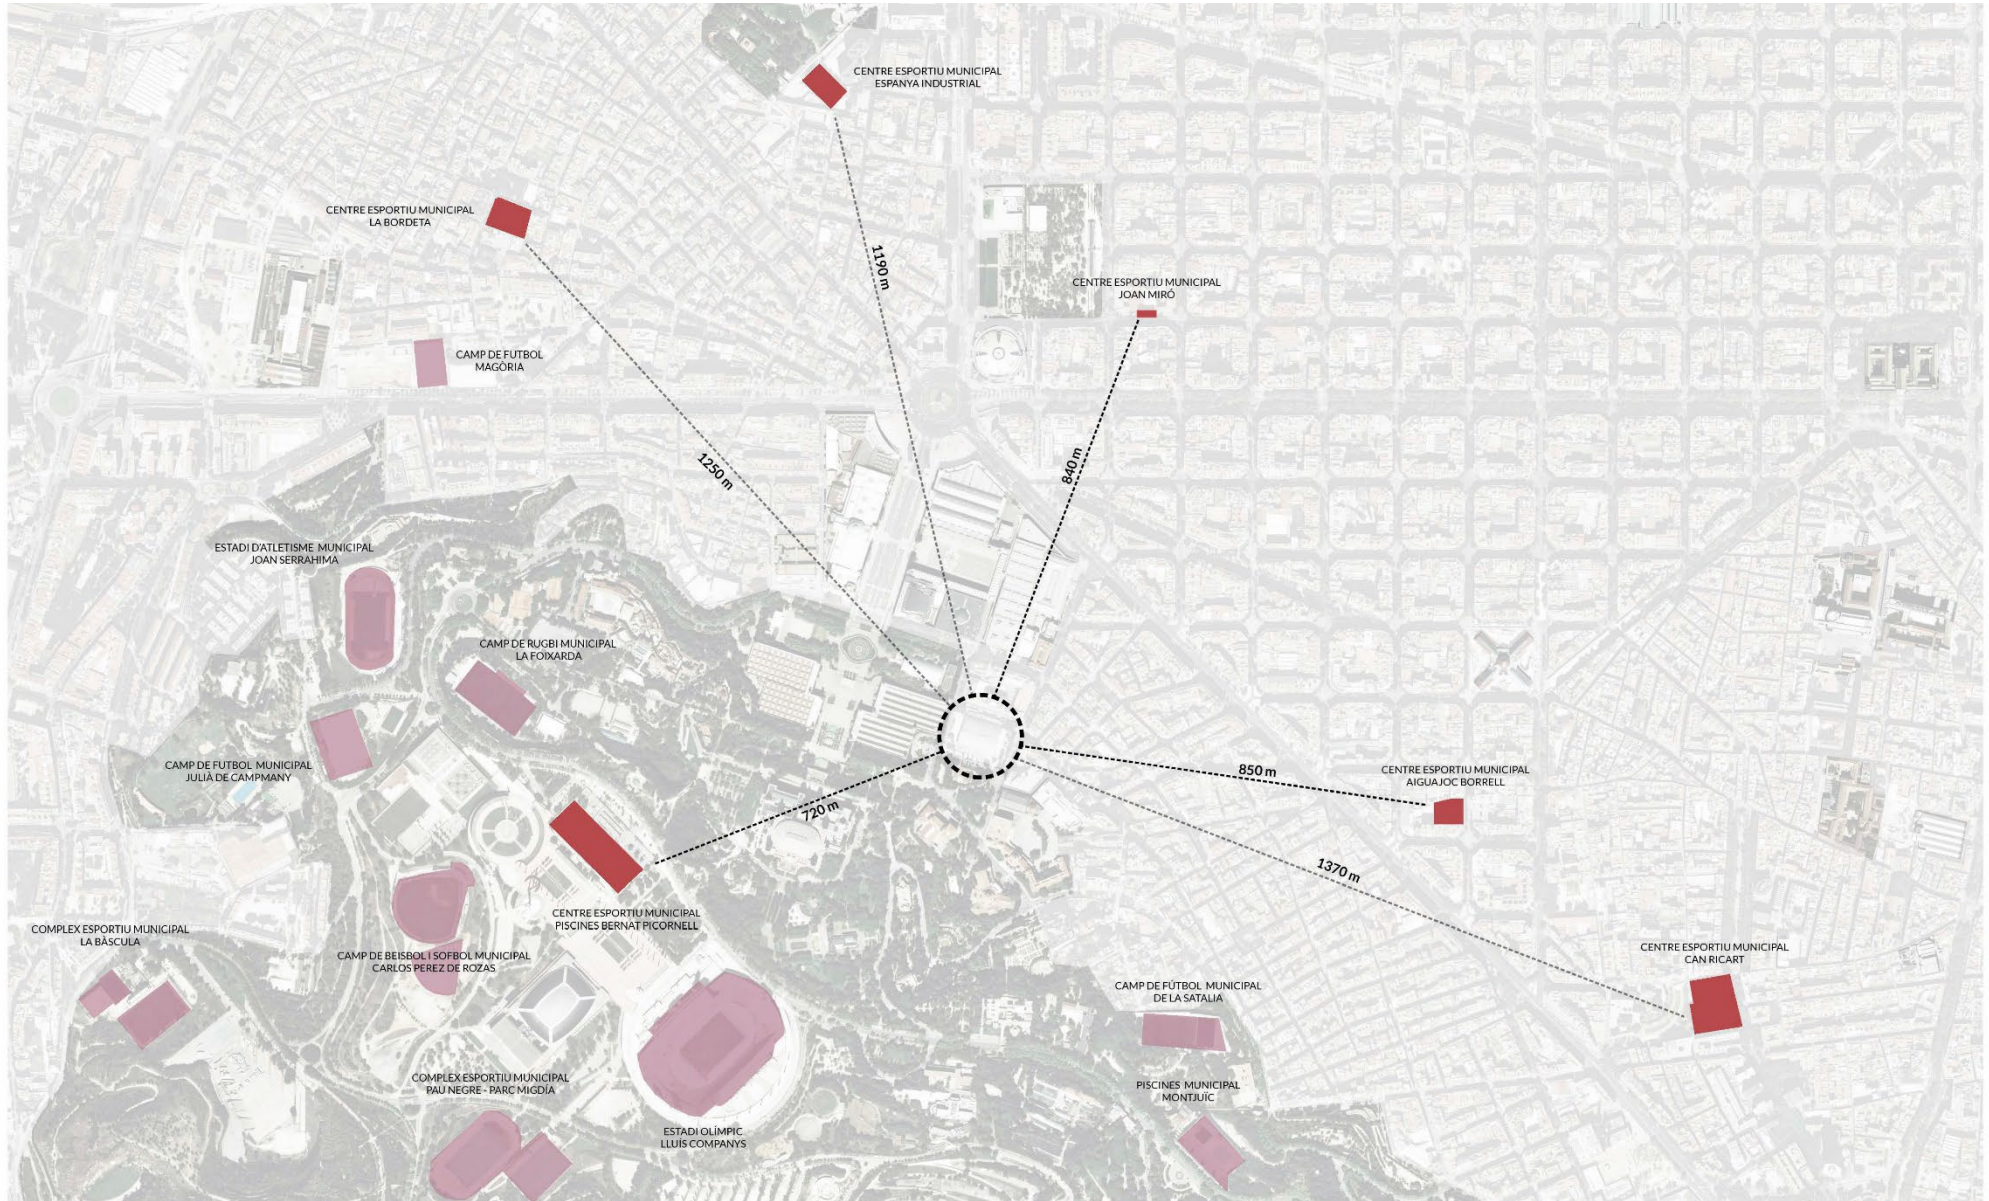 CENTRE ESPORTIU MUNICIPAL
ESPANYA INDUSTRIAL
CENTRE ESPORTIU MUNICIPAL
LA BORDETA
1190 m
CENTRE ESPORTIU MUNICIPAL
JOAN MIRÓ
CAMP DE FUTBOL
MAGÒRIA
1250 m
840 m
ESTADI D'ATLETISME MUNICIPAL
JOAN SERRAHIMA
CAMP DE RUGBI MUNICIPAL
LA FOIXARDA
CAMP DE FUTBOL MUNICIPAL
JULIÀ DE CAMPMANY
850 m
CENTRE ESPORTIU MUNICIPAL
AIGUAJOC BORRELL
720 m
1370 m
CENTRE ESPORTIU MUNICIPAL
PISCINES BERNAT PICORNELL
COMPLEX ESPORTIU MUNICIPAL
LA BÀSCULA
CAMP DE BEISBOL I SOFBOL MUNICIPAL
CARLOS PEREZ DE ROZAS
CENTRE ESPORTIU MUNICIPAL
CAN RICART
CAMP DE FÚTBOL MUNICIPAL
DE LA SATALIA
COMPLEX ESPORTIU MUNICIPAL
PAU NEGRE - PARC MIGDÍA
PISCINES MUNICIPAL
MONTJUÏC
ESTADI OLÍMPIC
LLUÍS COMPANYS